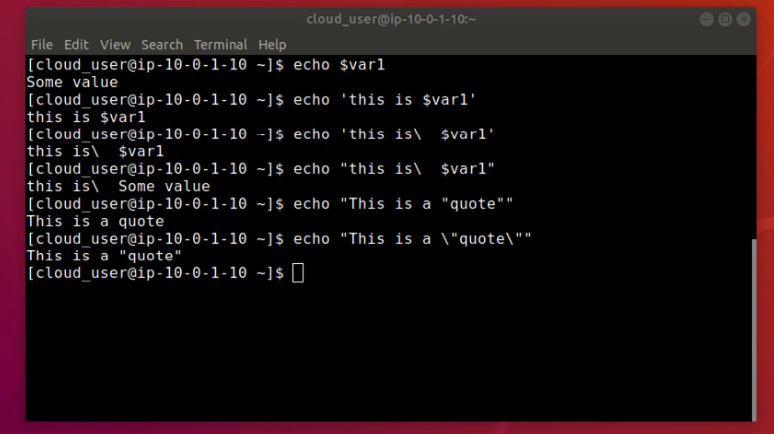 cloud_user@ip-10-0-1-10:~
File Edit View Search Terminal Help
[cloud_user@ip-10-0-1-10 ~]$ echo $var1
Some value
[cloud_user@ip-10-0-1-10 ~]$ echo 'this is $var1'
this is $var1
[cloud_user@ip-10-0-1-10 ~]$ echo 'this is\  $var1'
this is\  $var1
[cloud_user@ip-10-0-1-10 ~]$ echo "this is\  $var1"
this is\  Some value
[cloud_user@ip-10-0-1-10 ~]$ echo "This is a "quote""
This is a quote
[cloud_user@ip-10-0-1-10 ~]$ echo "This is a \"quote\""
This is a "quote"
[cloud_user@ip-10-0-1-10 ~]$